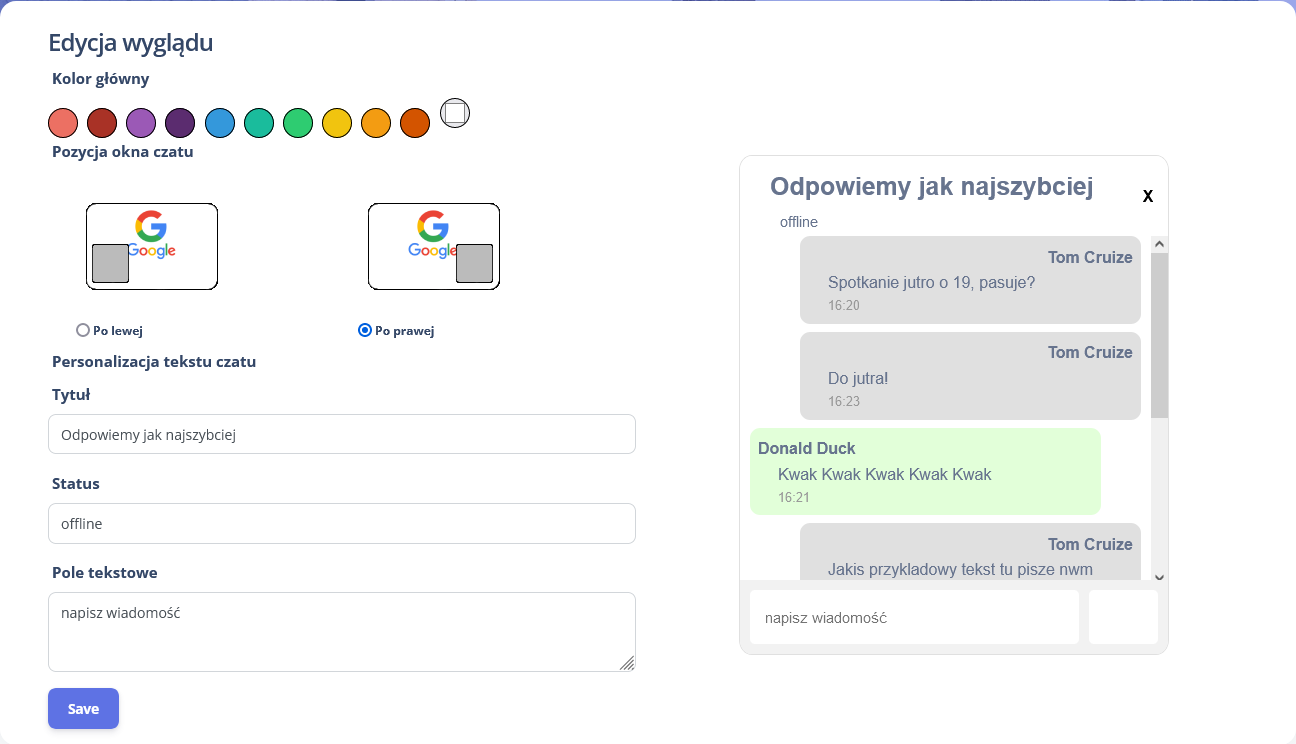 Edycja wyglądu
Kolor główny
Pozycja okna czatu
Google
Google
Po lewej
Po prawej
Personalizacja tekstu czatu
Tytuł
Odpowiemy jak najszybciej
Status
offline
Pole tekstowe
napisz wiadomość
Save
Odpowiemy jak najszybciej
X
offline
Tom Cruize
Spotkanie jutro o 19, pasuje?
16:20
Tom Cruize
Do jutra!
16:23
Donald Duck
Kwak Kwak Kwak Kwak Kwak
16:21
Tom Cruize
Jakis przykladowy tekst tu pisze nwm
napisz wiadomość